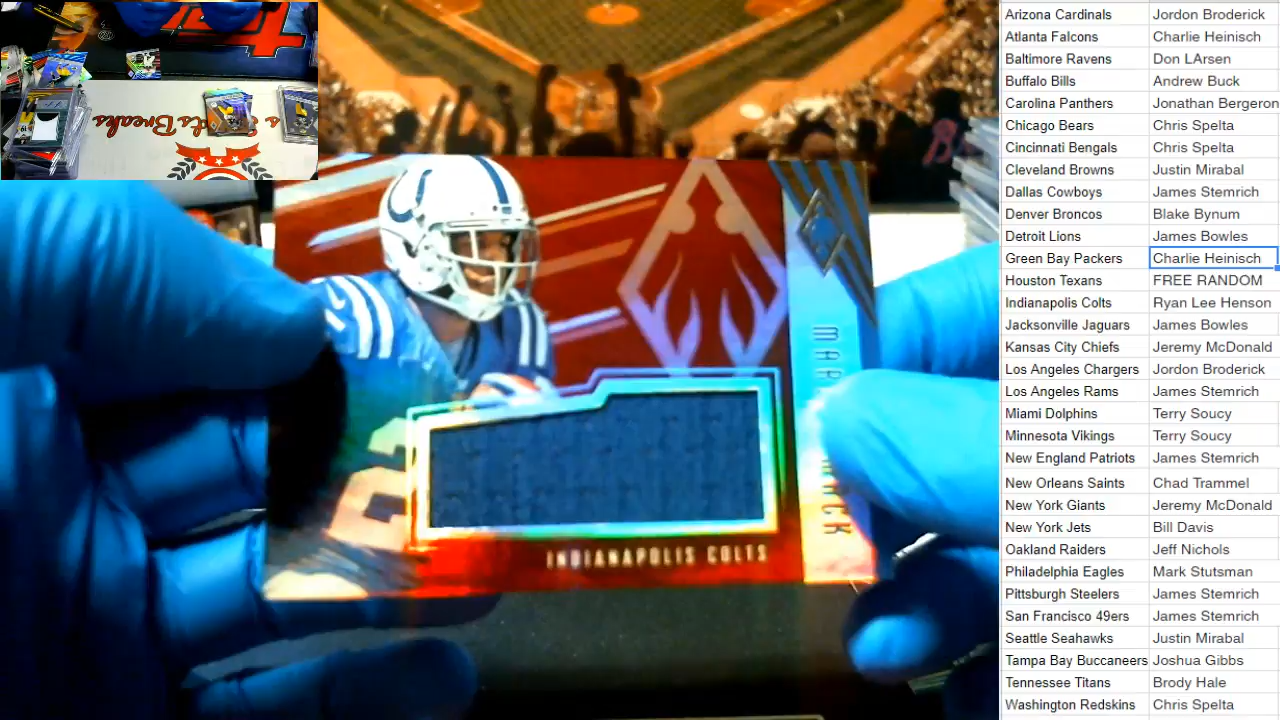 INDIANAPOLIS COLTS
Arizona Cardinals Jordon Broderick
Atlanta Falcons Charlie Heinisch
Baltimore Ravens Don LArsen
Buffalo Bills Andrew Buck
Carolina Panthers Jonathan Bergeron
Chicago Bears Chris Spelta
Cincinnati Bengals Chris Spelta
Cleveland Browns Justin Mirabal
Dallas Cowboys James Stemrich
Denver Broncos Blake Bynum
Detroit Lions James Bowles
Green Bay Packers Charlie Heinisch
Houston Texans FREE RANDOM
Indianapolis Colts Ryan Lee Henson
Jacksonville Jaguars James Bowles
Kansas City Chiefs Jeremy McDonald
Los Angeles Chargers Jordon Broderick
Los Angeles Rams James Stemrich
Miami Dolphins Terry Soucy
Minnesota Vikings Terry Soucy
New England Patriots James Stemrich
New Orleans Saints Chad Trammel
New York Giants Jeremy McDonald
New York Jets Bill Davis
Oakland Raiders Jeff Nichols
Philadelphia Eagles Mark Stutsman
Pittsburgh Steelers James Stemrich
San Francisco 49ers James Stemrich
Seattle Seahawks Justin Mirabal
Tampa Bay Buccaneers Joshua Gibbs
Tennessee Titans Brody Hale
Washington Redskins Chris Spelta